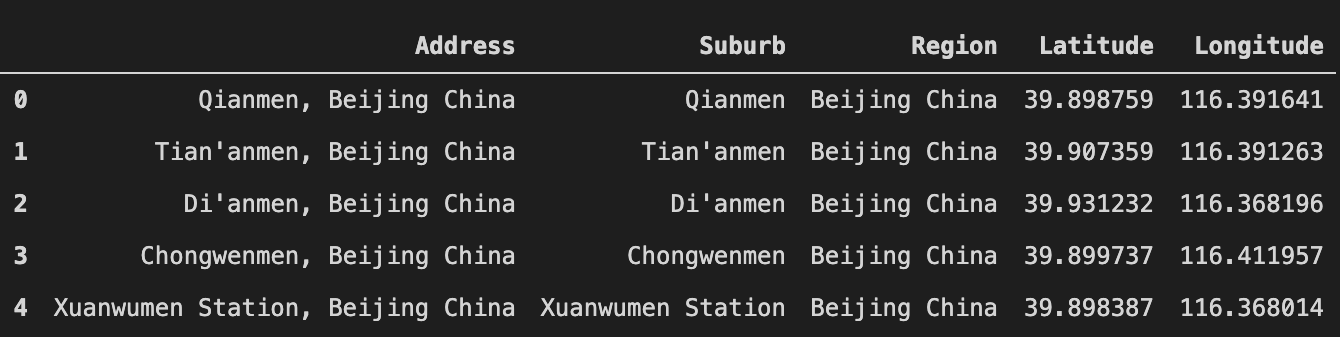 Address Suburb Region Latitude Longitude
0 Qianmen, Beijing China Qianmen Beijing China 39.898759 116.391641
1 Tian'anmen, Beijing China Tian'anmen Beijing China 39.907359 116.391263
2 Di'anmen, Beijing China Di'anmen Beijing China 39.931232 116.368196
3 Chongwenmen, Beijing China Chongwenmen Beijing China 39.899737 116.411957
4 Xuanwumen Station, Beijing China Xuanwumen Station Beijing China 39.898387 116.368014